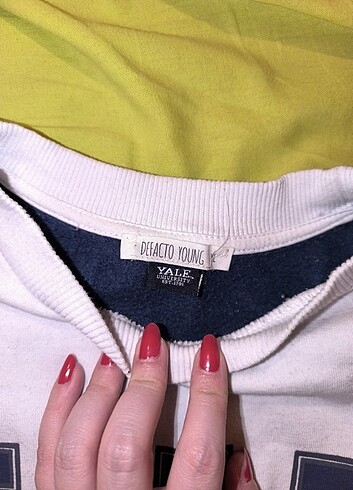 DEFACTO YOUNG
YALE
UNIVERSITY
EST. 1701